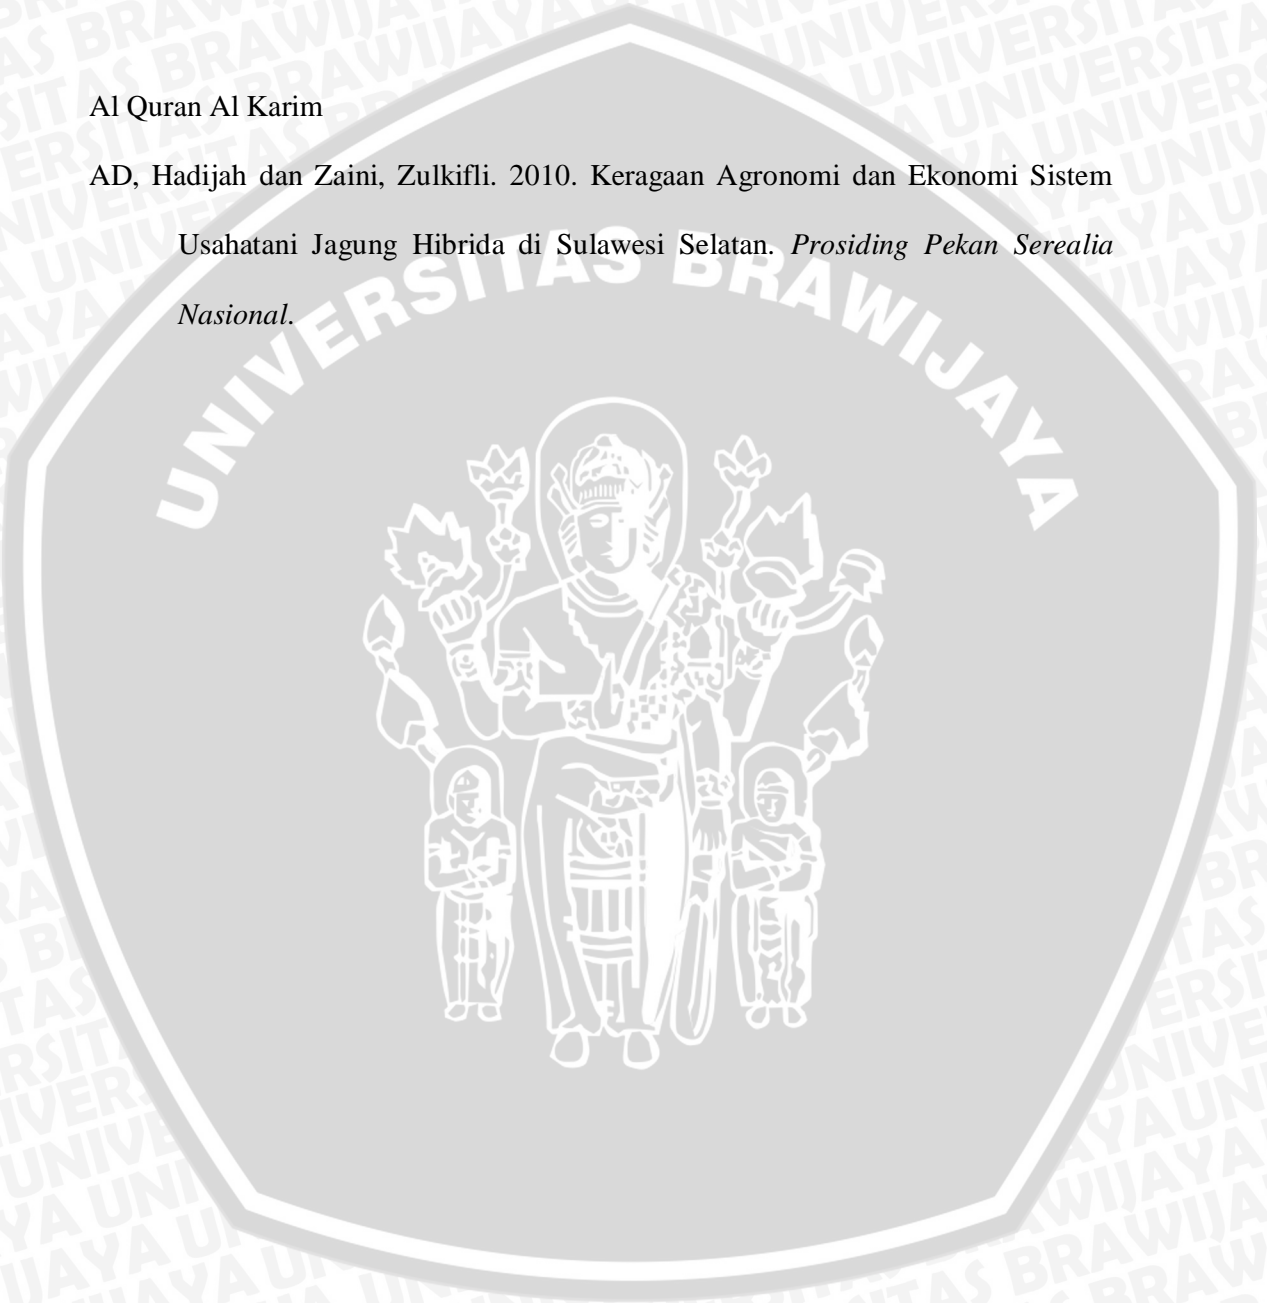 Al Quran Al Karim
AD, Hadijah dan Zaini, Zulkifli. 2010. Keragaan Agronomi dan Ekonomi Sistem
Usahatani Jagung Hibrida di Sulawesi Selatan. Prosiding Pekan Serealia
Nasional.
UNIVERSITAS BRAWIJAYA